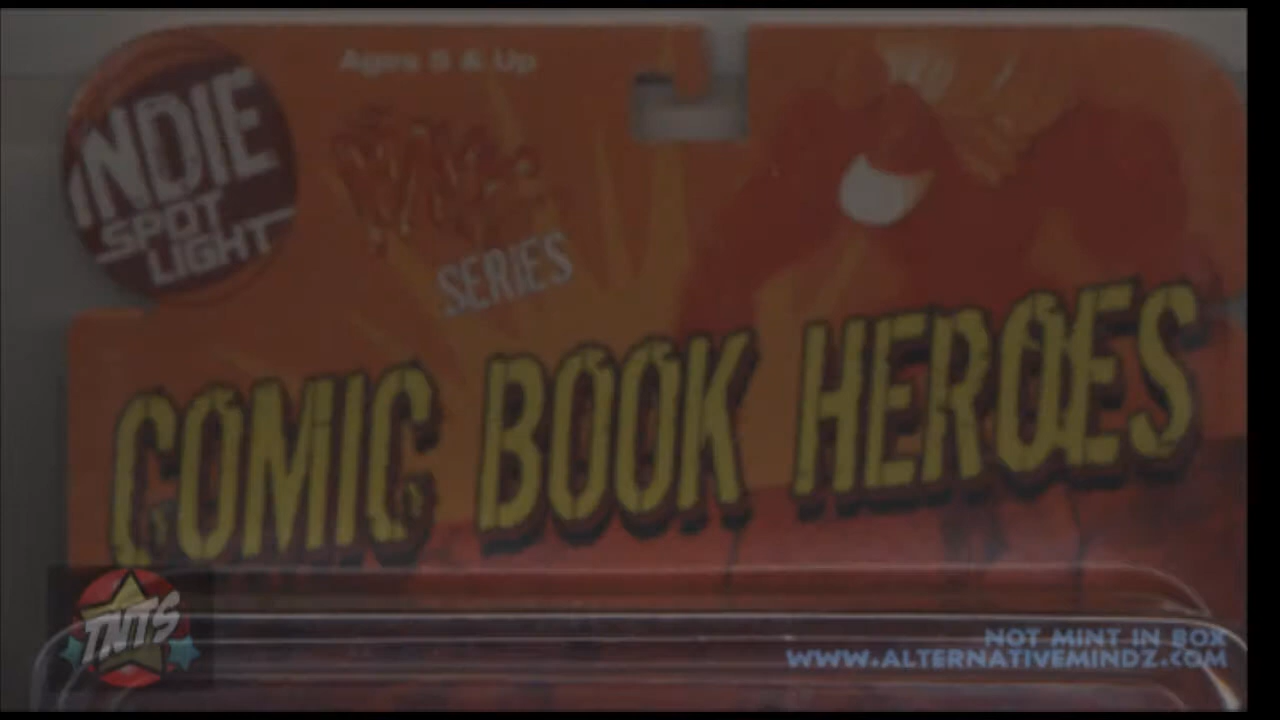 Ages 5 & Up
INDIE
SPOT
LIGHT
SERIES
COMIC BOOK HEROES
TNTS
NOT MINT IN BOX
WWW.ALTERNATIVEMINDZ.COM